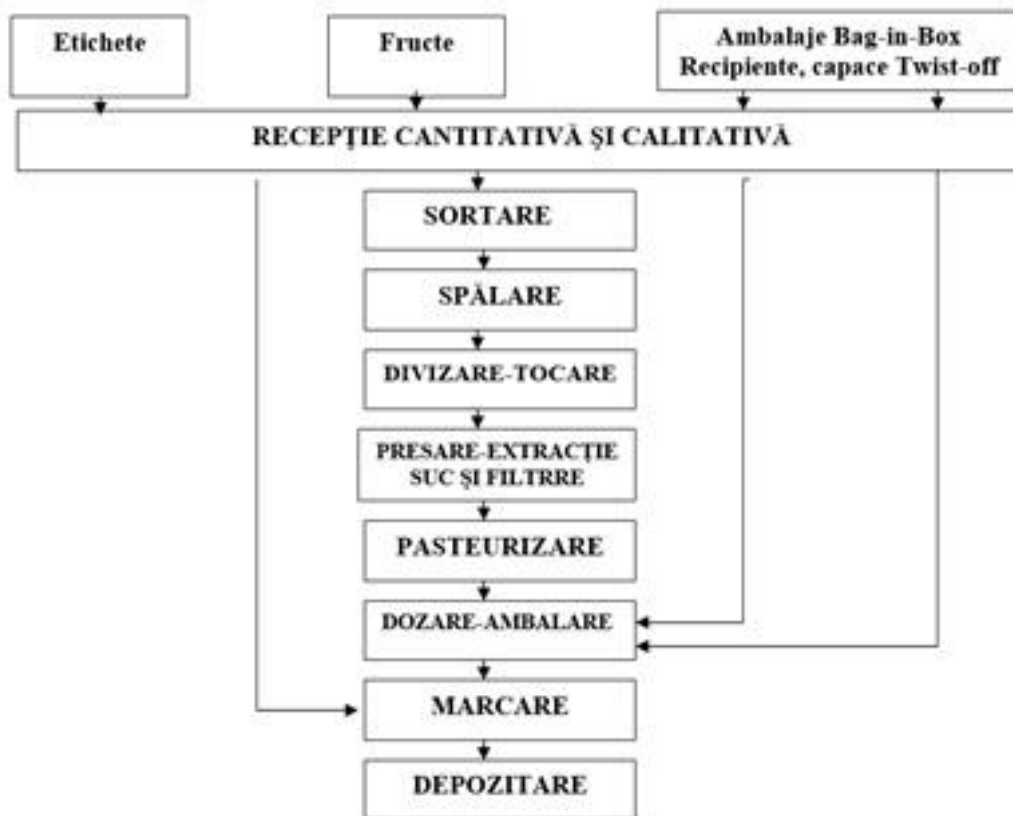 Etichete
Fructe
Ambalaje Bag-in-Box
Recipiente, capace Twist-off
RECEPŢIE CANTITATIVĂ ŞI CALITATIVĂ
SORTARE
SPĂLARE
DIVIZARE-TOCARE
PRESARE-EXTRACŢIE
SUC ŞI FILTRRE
PASTEURIZARE
DOZARE-AMBALARE
MARCARE
DEPOZITARE